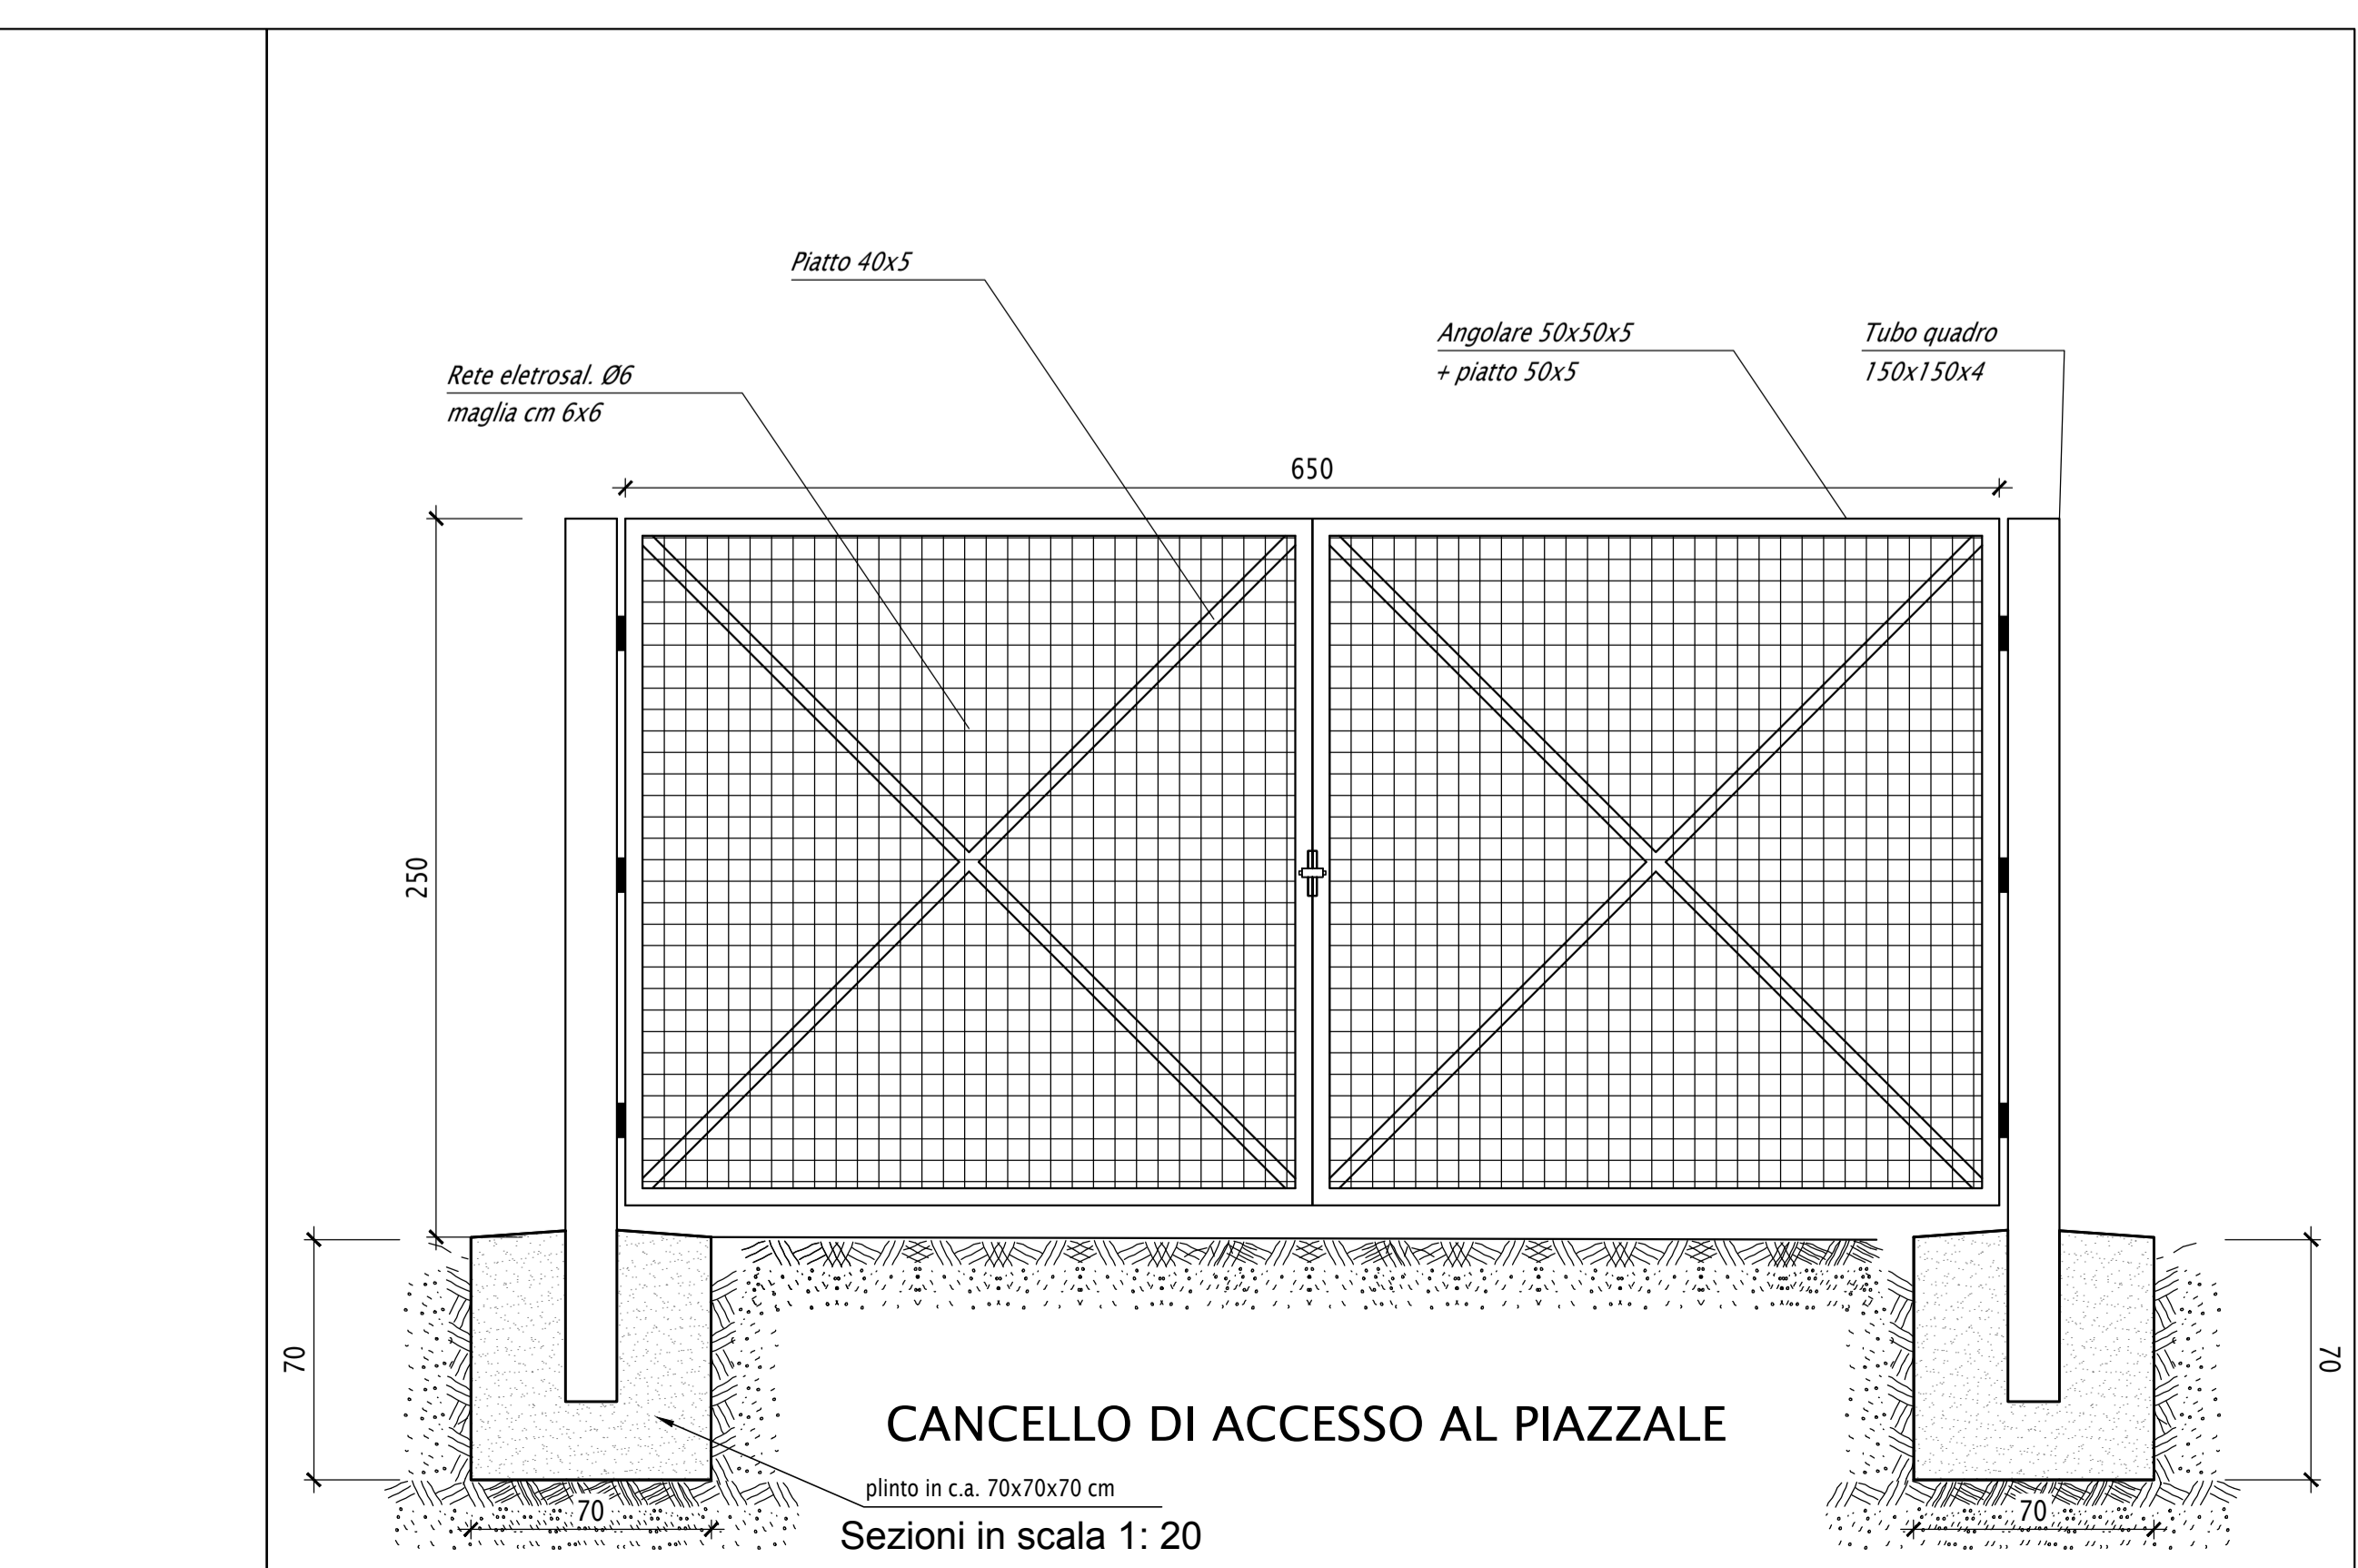 Piatto 40x5
Angolare 50x50x5
+ piatto 50x5
Tubo quadro
150x150x4
Rete eletrosal. Ø6
maglia cm 6x6
650
250
70
70
CANCELLO DI ACCESSO AL PIAZZALE
plinto in c.a. 70x70x70 cm
70
70
Sezioni in scala 1: 20